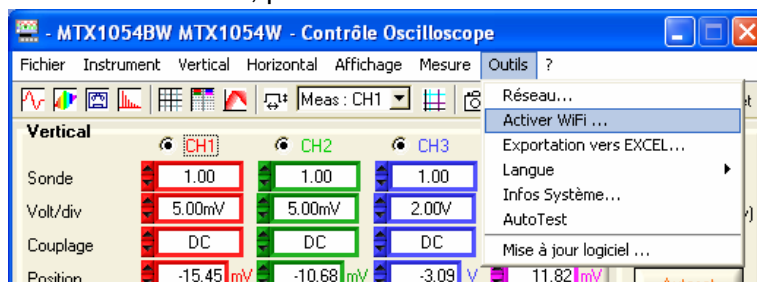 - MTX1054BW MTX1054W - Contrôle Oscilloscope
Fichier Instrument Vertical Horizontal Affichage Mesure Outils ?
Meas : CH1
Réseau...
Activer WiFi ...
Exportation vers EXCEL...
Langue
Infos Système...
AutoTest
Mise à jour logiciel ...
Vertical
CH1 CH2 CH3
Sonde 1.00 1.00 1.00
Volt/div 5.00mV 5.00mV 2.00V
Couplage DC DC DC
Position -15.45 mV -10.68 mV -3.09 V 11.82 mV